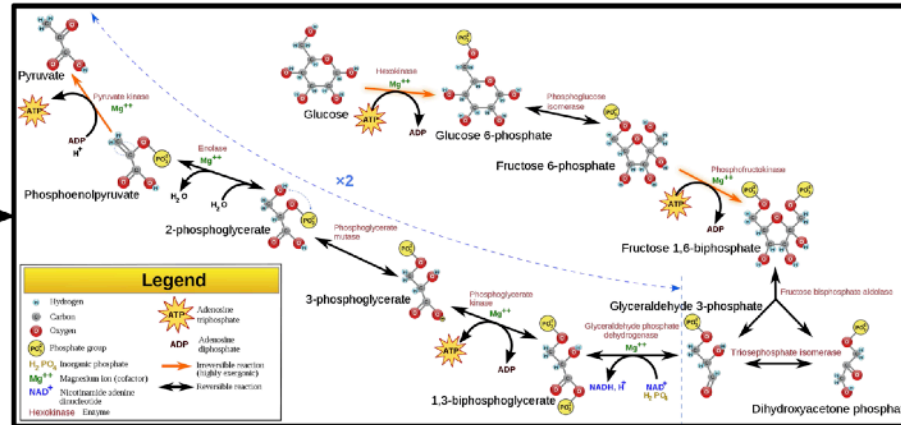 Pyruvate
Pyruvate kinase
Mg++
ATP
ADP
H+
Phosphoenolpyruvate
PO4
Enolase
Mg++
H2O
H2O
2-phosphoglycerate
Phosphoglycerate
mutase
3-phosphoglycerate
Phosphoglycerate
kinase
Mg++
ATP
ADP
1,3-biphosphoglycerate
Glyceraldehyde phosphate
dehydrogenase
Mg++
NADH, H+
NAD+
H2PO4
×2
Glucose
Hexokinase
Mg++
ATP
ADP
Glucose 6-phosphate
Phosphoglucose
isomerase
Fructose 6-phosphate
Phosphofructokinase
Mg++
ATP
ADP
Fructose 1,6-biphosphate
Fructose bisphosphate aldolase
Glyceraldehyde 3-phosphate
Triosephosphate isomerase
Dihydroxyacetone phosphat
Legend
Hydrogen
Carbon
Oxygen
Phosphate group
H2PO4 Inorganic phosphate
Mg++ Magnesium ion (cofactor)
NAD+ Nicotinamide adenine
dinucleotide
Hexokinase Enzyme
ATP Adenosine
triphosphate
ADP Adenosine
diphosphate
Irreversible reaction
(highly exergonic)
Reversible reaction